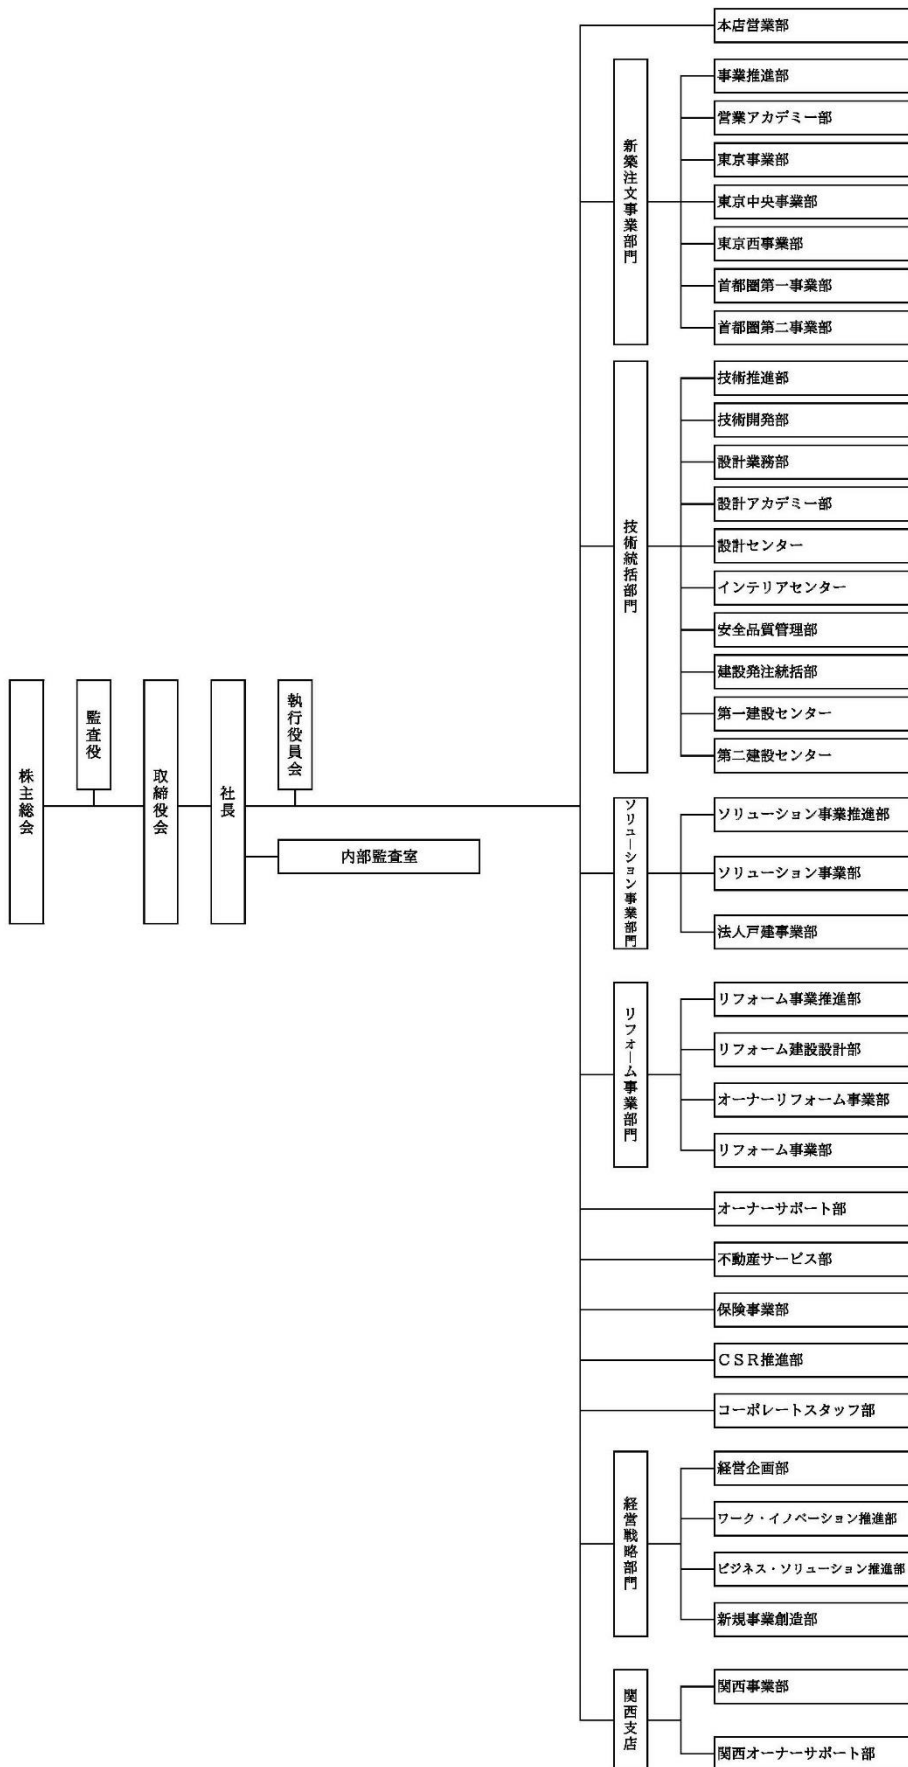 株主総会
監査役
取締役会
社長
執行役員会
内部監査室
本店営業部
新築注文事業部門
事業推進部
営業アカデミー部
東京事業部
東京中央事業部
東京西事業部
首都圏第一事業部
首都圏第二事業部
技術統括部門
技術推進部
技術開発部
設計業務部
設計アカデミー部
設計センター
インテリアセンター
安全品質管理部
建設発注統括部
第一建設センター
第二建設センター
ソリューション事業部門
ソリューション事業推進部
ソリューション事業部
法人戸建事業部
リフォーム事業部門
リフォーム事業推進部
リフォーム建設設計部
オーナーリフォーム事業部
リフォーム事業部
オーナーサポート部
不動産サービス部
保険事業部
ＣＳＲ推進部
コーポレートスタッフ部
経営戦略部門
経営企画部
ワーク・イノベーション推進部
ビジネス・ソリューション推進部
新規事業創造部
関西支店
関西事業部
関西オーナーサポート部